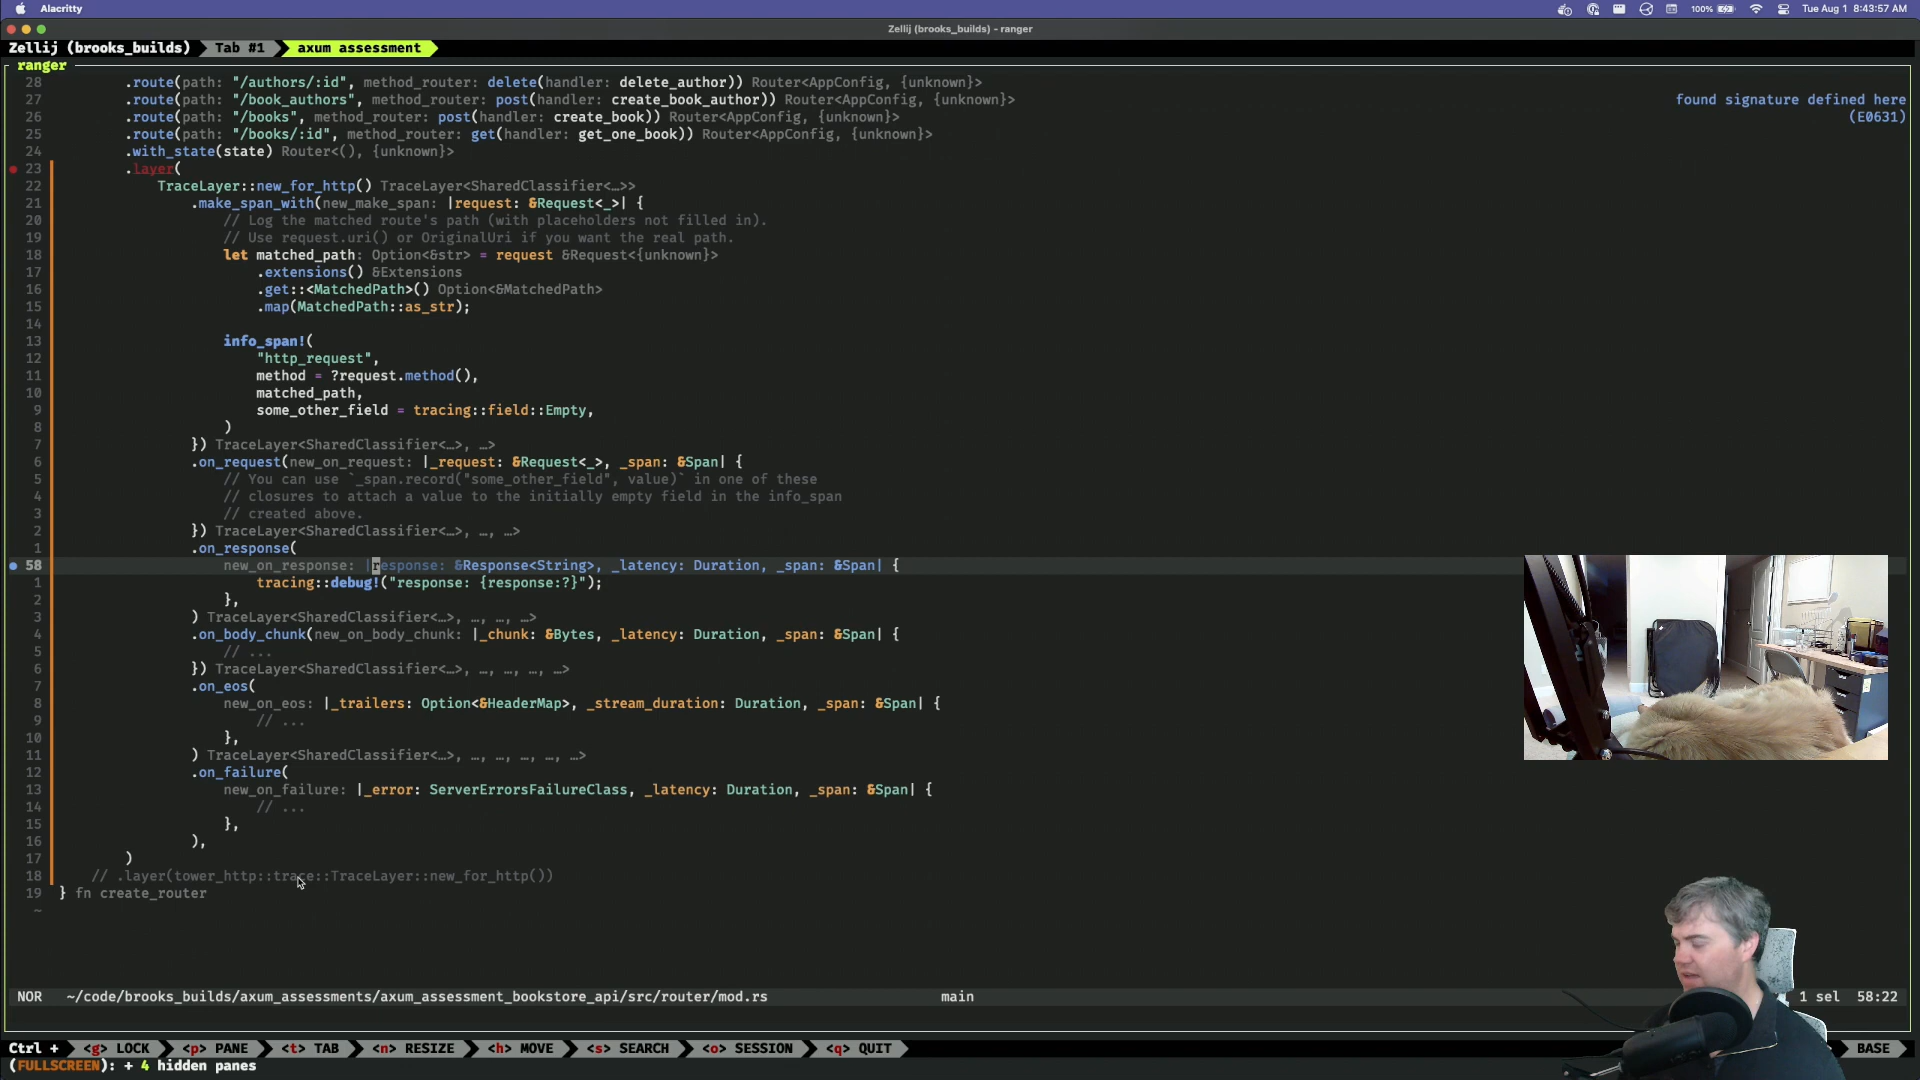 Alacritty
100%
Tue Aug 1 8:43:57 AM
Zellij (brooks_builds) - ranger
Zellij (brooks_builds) Tab #1 axum assessment
ranger
28 .route(path: "/authors/:id", method_router: delete(handler: delete_author)) Router<AppConfig, {unknown}>
27 .route(path: "/book_authors", method_router: post(handler: create_book_author)) Router<AppConfig, {unknown}>
found signature defined here
26 .route(path: "/books", method_router: post(handler: create_book)) Router<AppConfig, {unknown}>
(E0631)
25 .route(path: "/books/:id", method_router: get(handler: get_one_book)) Router<AppConfig, {unknown}>
24 .with_state(state) Router<(), {unknown}>
23 .layer(
22 TraceLayer::new_for_http() TraceLayer<SharedClassifier<…>>
21 .make_span_with(new_make_span: |request: &Request<_>| {
20 // Log the matched route's path (with placeholders not filled in).
19 // Use request.uri() or OriginalUri if you want the real path.
18 let matched_path: Option<&str> = request &Request<{unknown}>
17 .extensions() &Extensions
16 .get::<MatchedPath>() Option<&MatchedPath>
15 .map(MatchedPath::as_str);
14
13 info_span!(
12 "http_request",
11 method = ?request.method(),
10 matched_path,
9 some_other_field = tracing::field::Empty,
8 )
7 }) TraceLayer<SharedClassifier<…>, …>
6 .on_request(new_on_request: |_request: &Request<_>, _span: &Span| {
5 // You can use `_span.record("some_other_field", value)` in one of these
4 // closures to attach a value to the initially empty field in the info_span
3 // created above.
2 }) TraceLayer<SharedClassifier<…>, …, …>
1 .on_response(
58 new_on_response: |response: &Response<String>, _latency: Duration, _span: &Span| {
1 tracing::debug!("response: {response:?}");
2 },
3 ) TraceLayer<SharedClassifier<…>, …, …, …>
4 .on_body_chunk(new_on_body_chunk: |_chunk: &Bytes, _latency: Duration, _span: &Span| {
5 // ...
6 }) TraceLayer<SharedClassifier<…>, …, …, …, …>
7 .on_eos(
8 new_on_eos: |_trailers: Option<&HeaderMap>, _stream_duration: Duration, _span: &Span| {
9 // ...
10 },
11 ) TraceLayer<SharedClassifier<…>, …, …, …, …, …>
12 .on_failure(
13 new_on_failure: |_error: ServerErrorsFailureClass, _latency: Duration, _span: &Span| {
14 // ...
15 },
16 ),
17 )
18 // .layer(tower_http::trace::TraceLayer::new_for_http())
19 } fn create_router
~
NOR ~/code/brooks_builds/axum_assessments/axum_assessment_bookstore_api/src/router/mod.rs main 1 sel 58:22
Ctrl + <g> LOCK <p> PANE <t> TAB <n> RESIZE <h> MOVE <s> SEARCH <o> SESSION <q> QUIT BASE
(FULLSCREEN): + 4 hidden panes